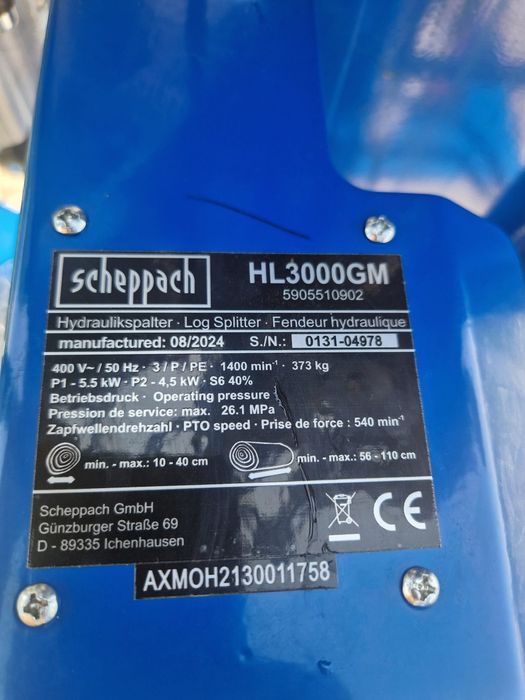 scheppach
HL3000GM
5905510902
Hydraulikspalter · Log Splitter · Fendeur hydraulique
manufactured: 08/2024 S./N.: 0131-04978
400 V~ / 50 Hz · 3 / P / PE · 1400 min⁻¹ · 373 kg
P1 - 5.5 kW · P2 - 4,5 kW · S6 40%
Betriebsdruck · Operating pressure
Pression de service: max. 26.1 MPa
Zapfwellendrehzahl · PTO speed · Prise de force : 540 min⁻¹
min. - max.: 10 - 40 cm
min. - max.: 56 - 110 cm
Scheppach GmbH
Günzburger Straße 69
D - 89335 Ichenhausen
CE
AXMOH2130011758